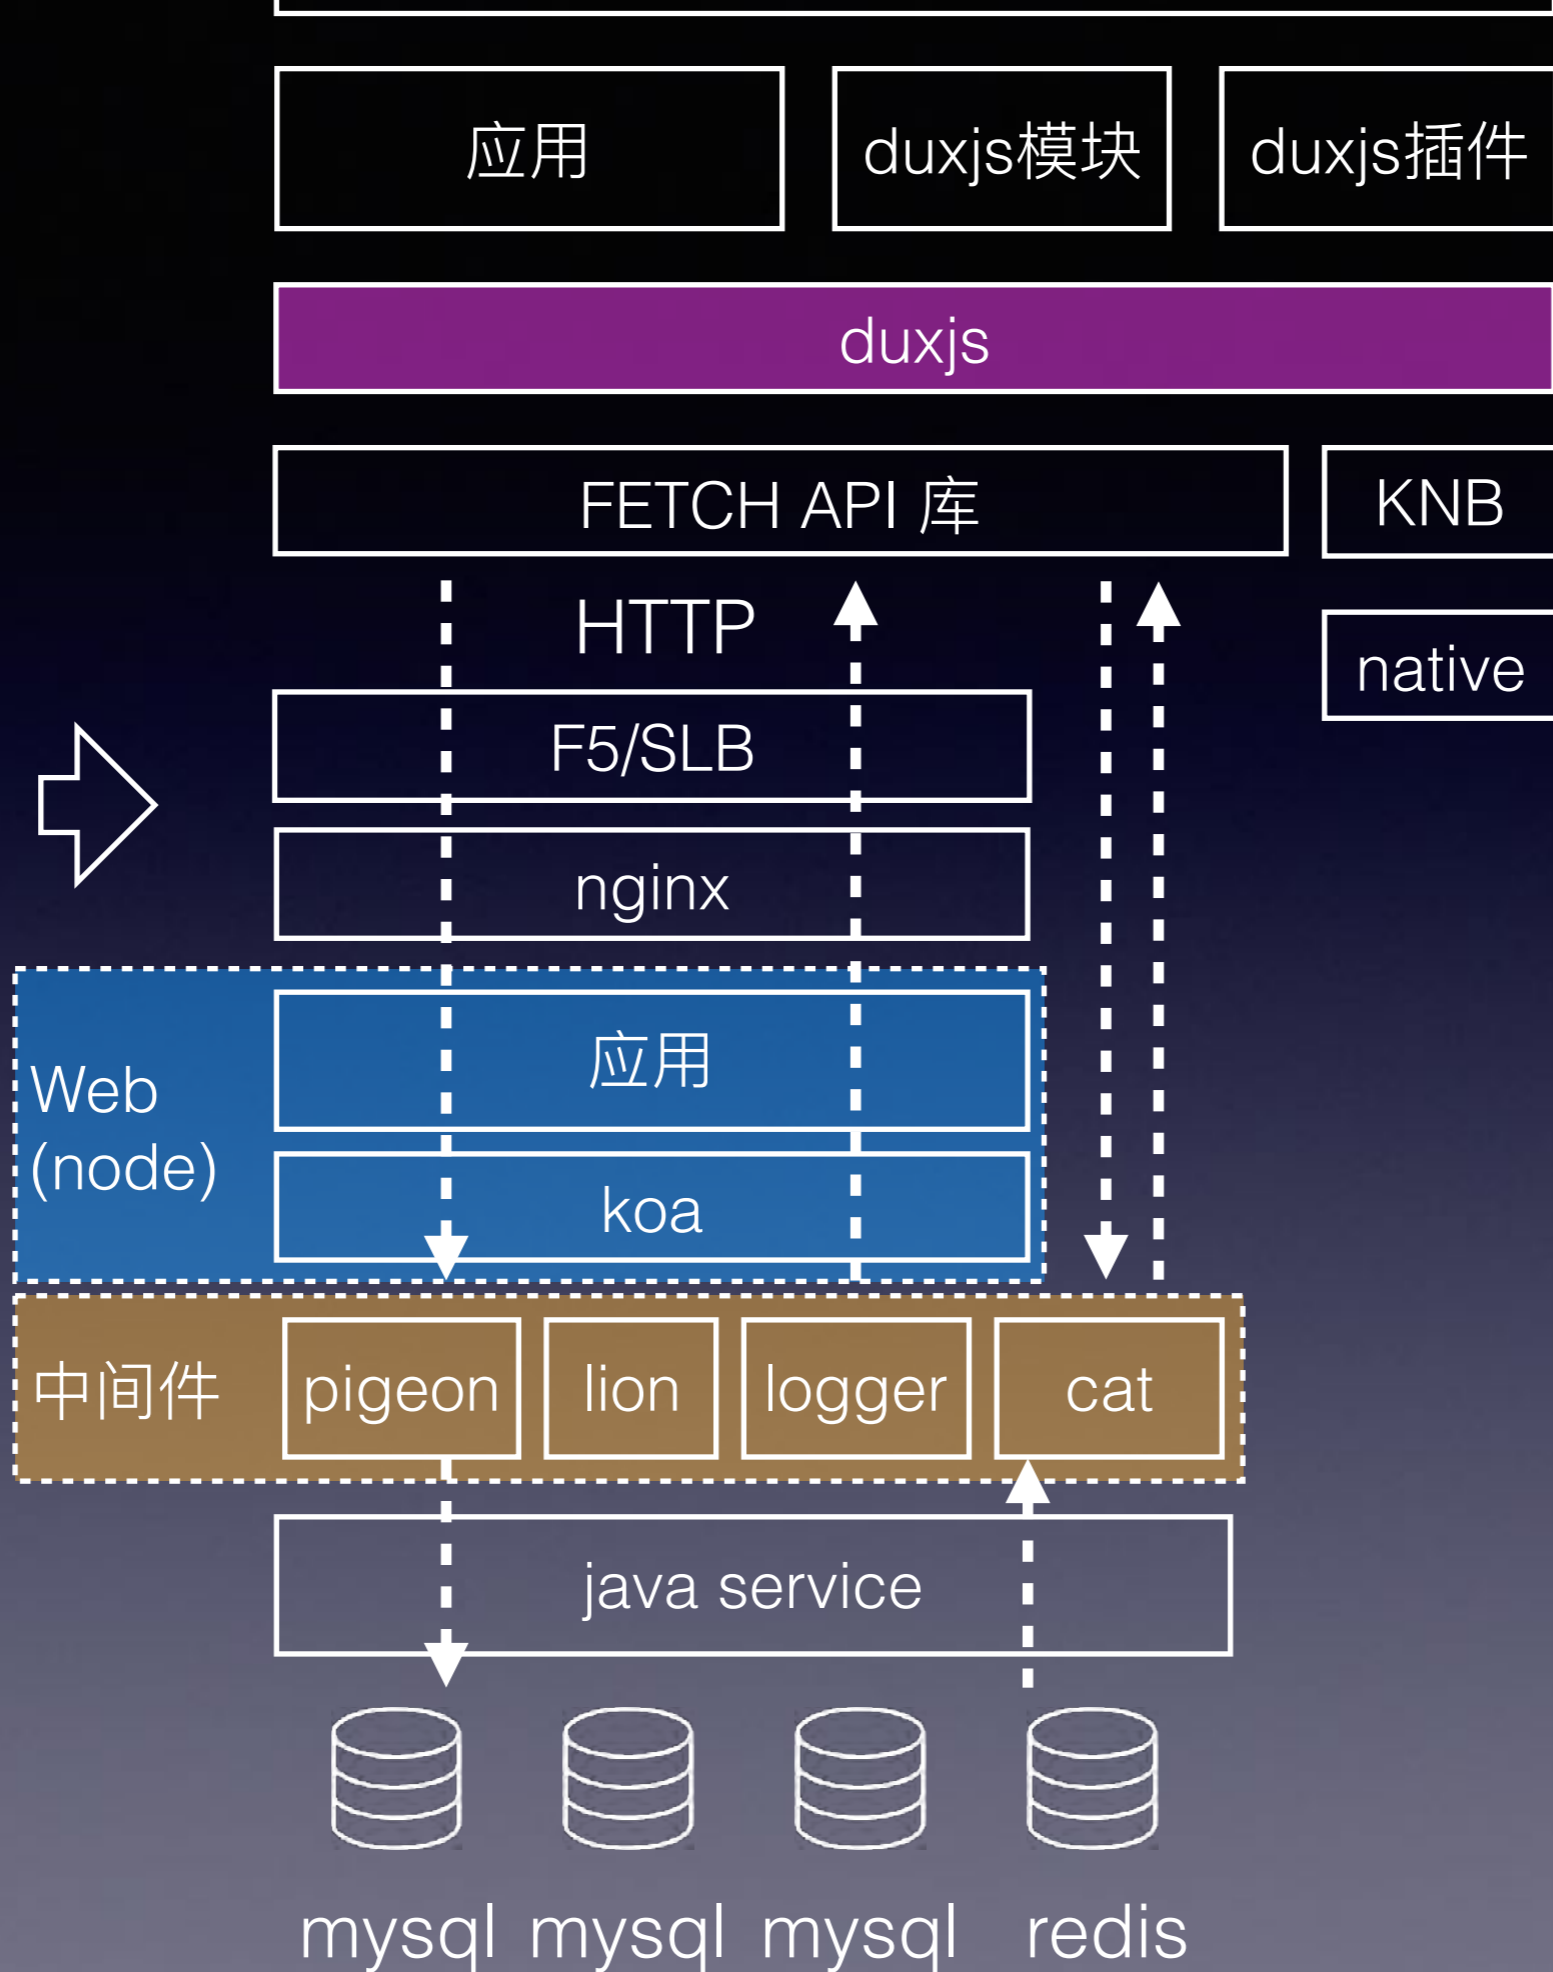 应用
duxjs模块
duxjs插件
duxjs
FETCH API 库
KNB
HTTP
native
F5/SLB
nginx
应用
Web
(node)
koa
中间件
pigeon
lion
logger
cat
java service
mysql
mysql
mysql
redis